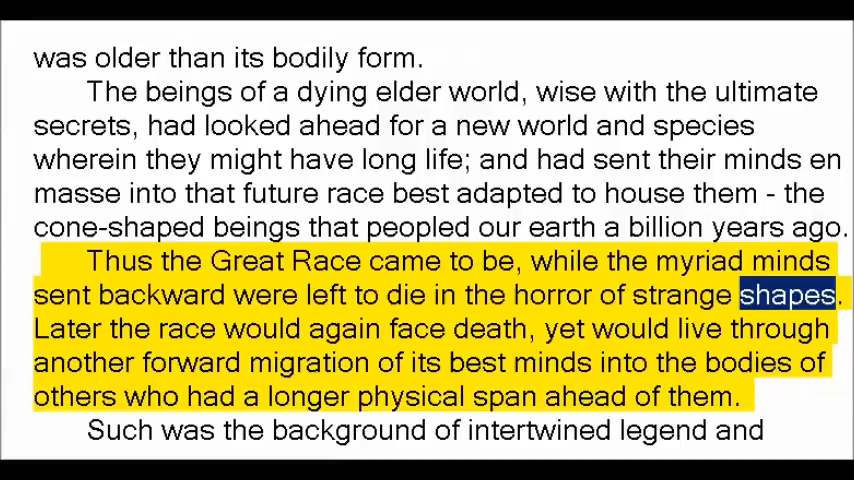 was older than its bodily form.
The beings of a dying elder world, wise with the ultimate
secrets, had looked ahead for a new world and species
wherein they might have long life; and had sent their minds en
masse into that future race best adapted to house them - the
cone-shaped beings that peopled our earth a billion years ago.
Thus the Great Race came to be, while the myriad minds
sent backward were left to die in the horror of strange shapes.
Later the race would again face death, yet would live through
another forward migration of its best minds into the bodies of
others who had a longer physical span ahead of them.
Such was the background of intertwined legend and